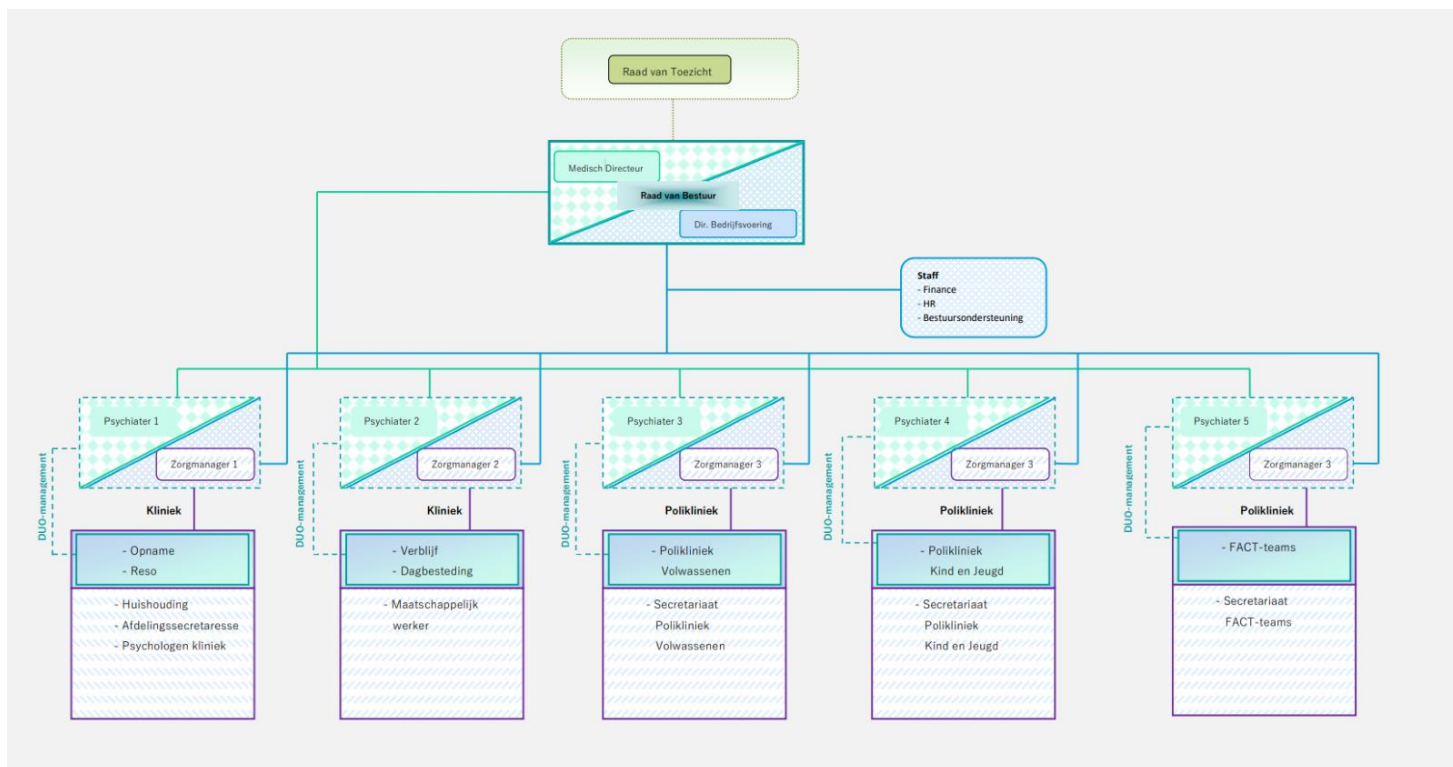 Raad van Toezicht
Medisch Directeur
Raad van Bestuur
Dir. Bedrijfsvoering
Staff
- Finance
- HR
- Bestuursondersteuning
Psychiater 1
Zorgmanager 1
DUO-management
Kliniek
- Opname
- Reso
- Huishouding
- Afdelingssecretaresse
- Psychologen kliniek
Psychiater 2
Zorgmanager 2
DUO-management
Kliniek
- Verblijf
- Dagbesteding
- Maatschappelijk
werker
Psychiater 3
Zorgmanager 3
DUO-management
Polikliniek
- Polikliniek
Volwassenen
- Secretariaat
Polikliniek
Volwassenen
Psychiater 4
Zorgmanager 3
DUO-management
Polikliniek
- Polikliniek
Kind en Jeugd
- Secretariaat
Polikliniek
Kind en Jeugd
Psychiater 5
Zorgmanager 3
DUO-management
Polikliniek
- FACT-teams
- Secretariaat
FACT-teams